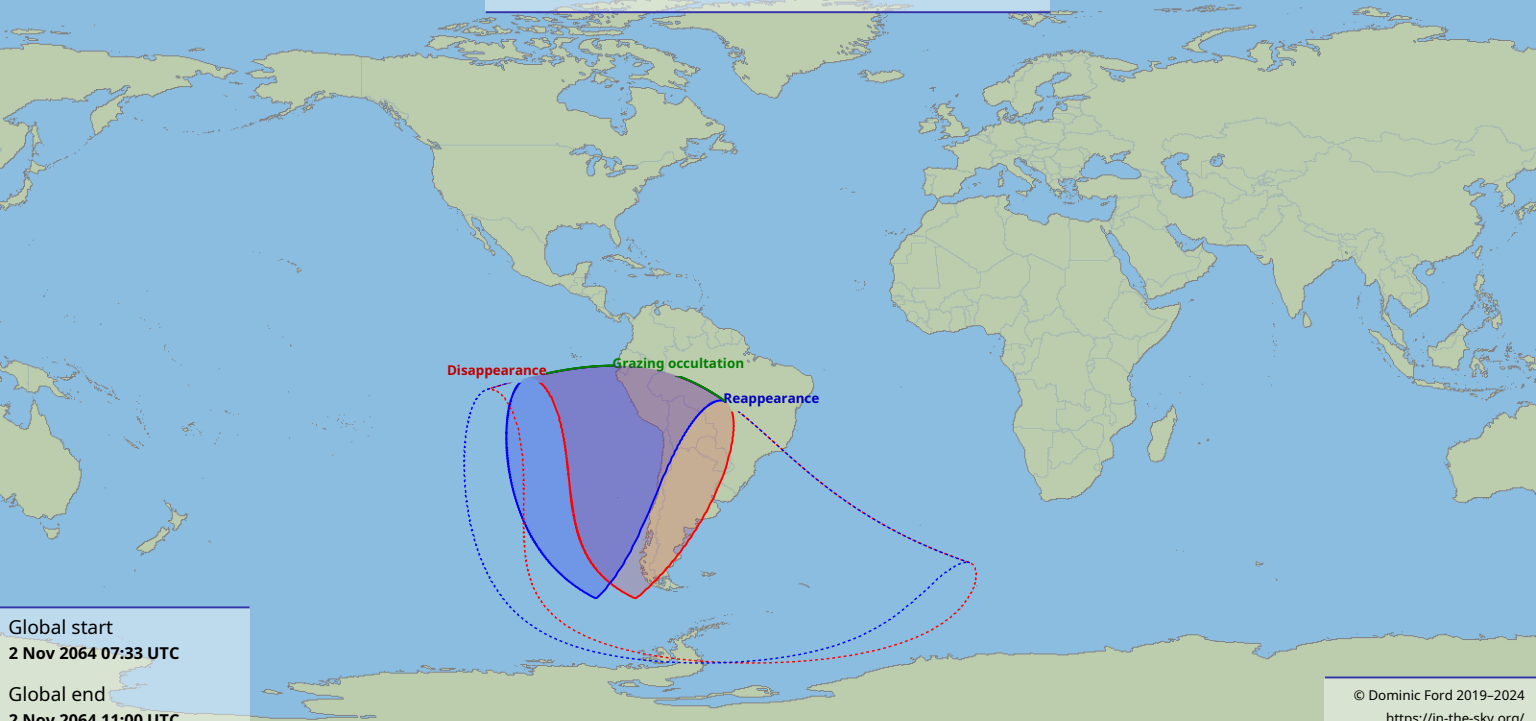 Grazing occultation
Disappearance
Reappearance
Global start
2 Nov 2064 07:33 UTC
Global end
2 Nov 2064 11:00 UTC
© Dominic Ford 2019–2024
https://in-the-sky.org/